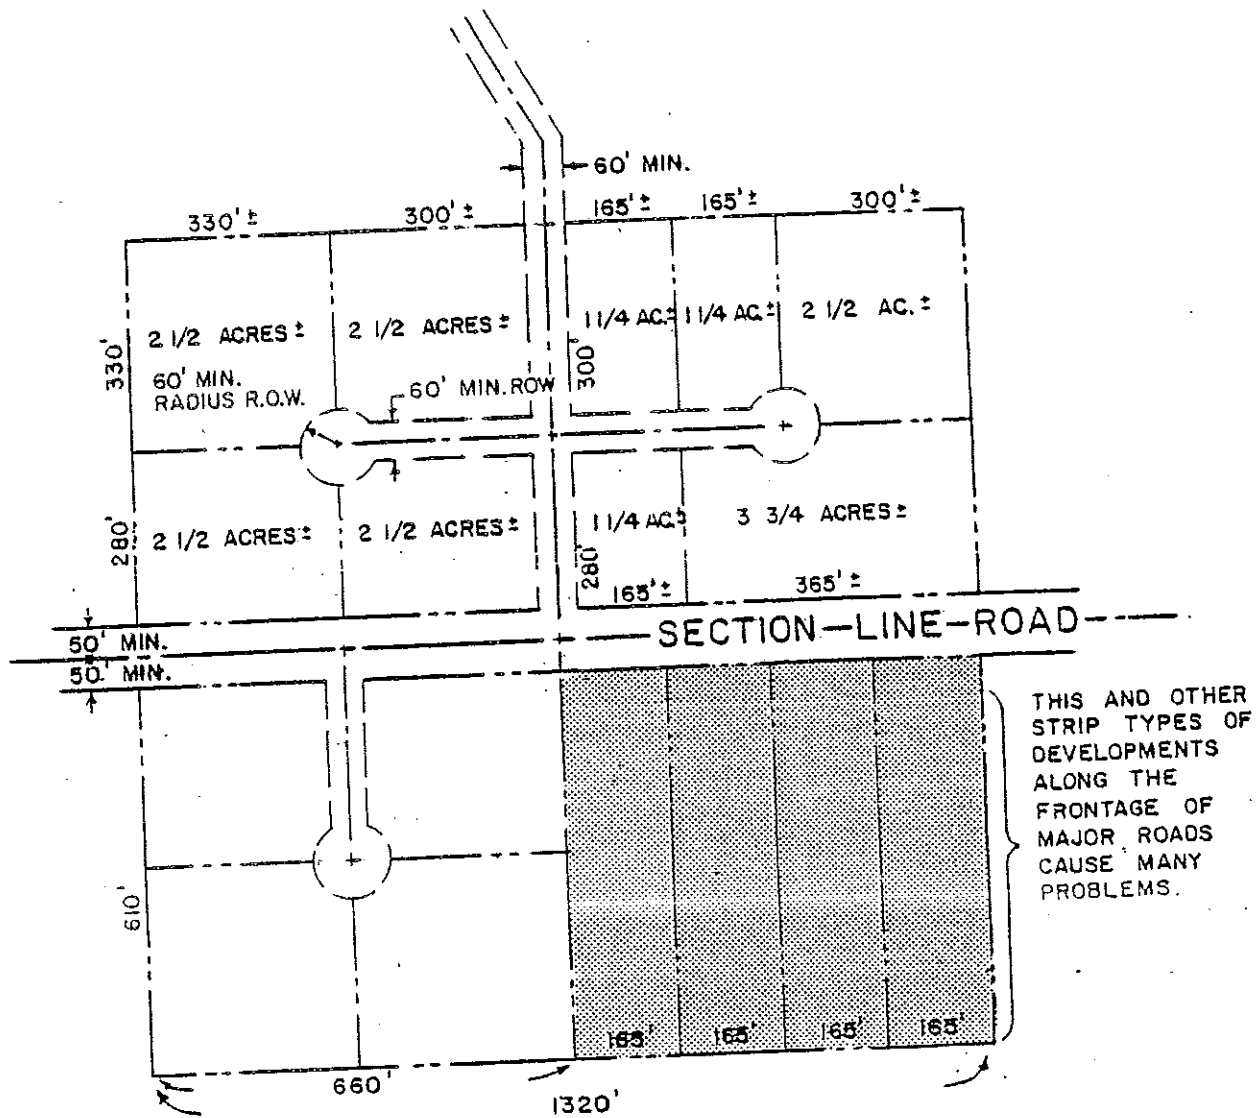 60' MIN.
330' ±
300' ±
165' ±
165' ±
300' ±
2 1/2 ACRES ±
2 1/2 ACRES ±
1 1/4 AC. ±
1 1/4 AC. ±
2 1/2 AC. ±
330'
300'
60' MIN.
RADIUS R.O.W.
60' MIN. ROW
280'
2 1/2 ACRES ±
2 1/2 ACRES ±
1 1/4 AC. ±
3 3/4 ACRES ±
280'
165' ±
365' ±
50' MIN.
50' MIN.
SECTION-LINE-ROAD
THIS AND OTHER
STRIP TYPES OF
DEVELOPMENTS
ALONG THE
FRONTAGE OF
MAJOR ROADS
CAUSE MANY
PROBLEMS.
610'
165'
165'
165'
165'
660'
1320'